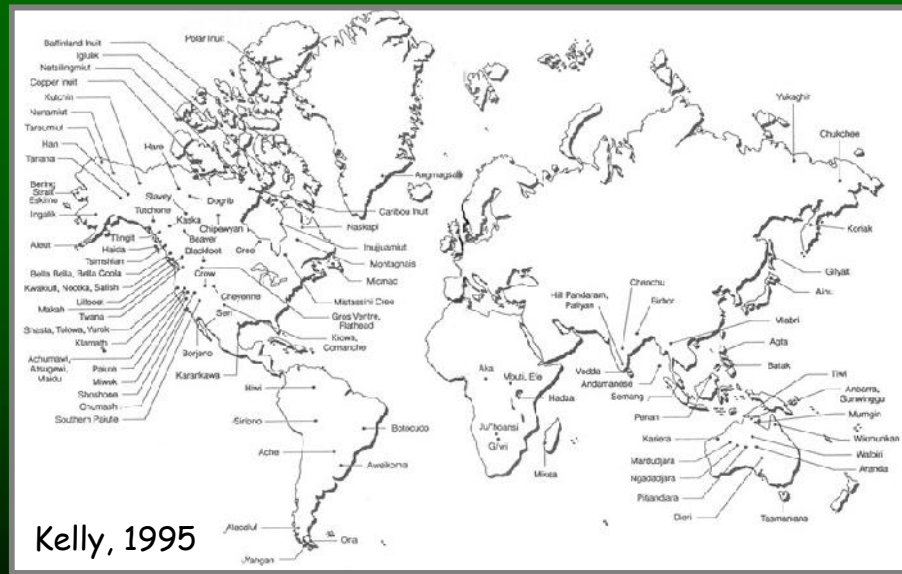 Baffinland Inuit
Iglulik
Netsilingmiut
Copper Inuit
Kutchin
Nunamiut
Tareumiut
Han
Tanana
Bering
Strait
Eskimo
Ingalik
Aleut
Polar Inuit
Hare
Slavey
Tutchone
Dogrib
Kaska
Chipewyan
Beaver
Blackfoot
Cree
Tlingit
Haida
Tsimshian
Bella Bella, Bella Coola
Kwakiutl, Nootka, Salish
Lillooet
Makah
Twana
Shasta, Tolowa, Yurok
Klamath
Achumawi,
Atsugewi,
Maidu
Paiute
Miwok
Shoshone
Chumash
Southern Paiute
Crow
Cheyenne
Seri
Borjeno
Karankawa
Angmagsalik
Caribou Inuit
Naskapi
Inujjuamiut
Montagnais
Micmac
Mistassini Cree
Gros Ventre,
Flathead
Kiowa,
Comanche
Hiwi
Siriono
Ache
Botocudo
Aweikoma
Alacaluf
Ona
Yahgan
Aka
Mbuti, Efe
Hadza
Ju/'hoansi
G/wi
Mikea
Hill Pandaram,
Paliyan
Chenchu
Birhor
Vedda
Andamanese
Semang
Penan
Yukaghir
Chukchee
Koriak
Gilyak
Ainu
Mlabri
Agta
Batak
Tiwi
Anbarra,
Gunwinggu
Murngin
Wikmunkan
Walbiri
Aranda
Kariera
Mardudjara
Ngadadjara
Pitjandara
Dieri
Tasmanians
Kelly, 1995